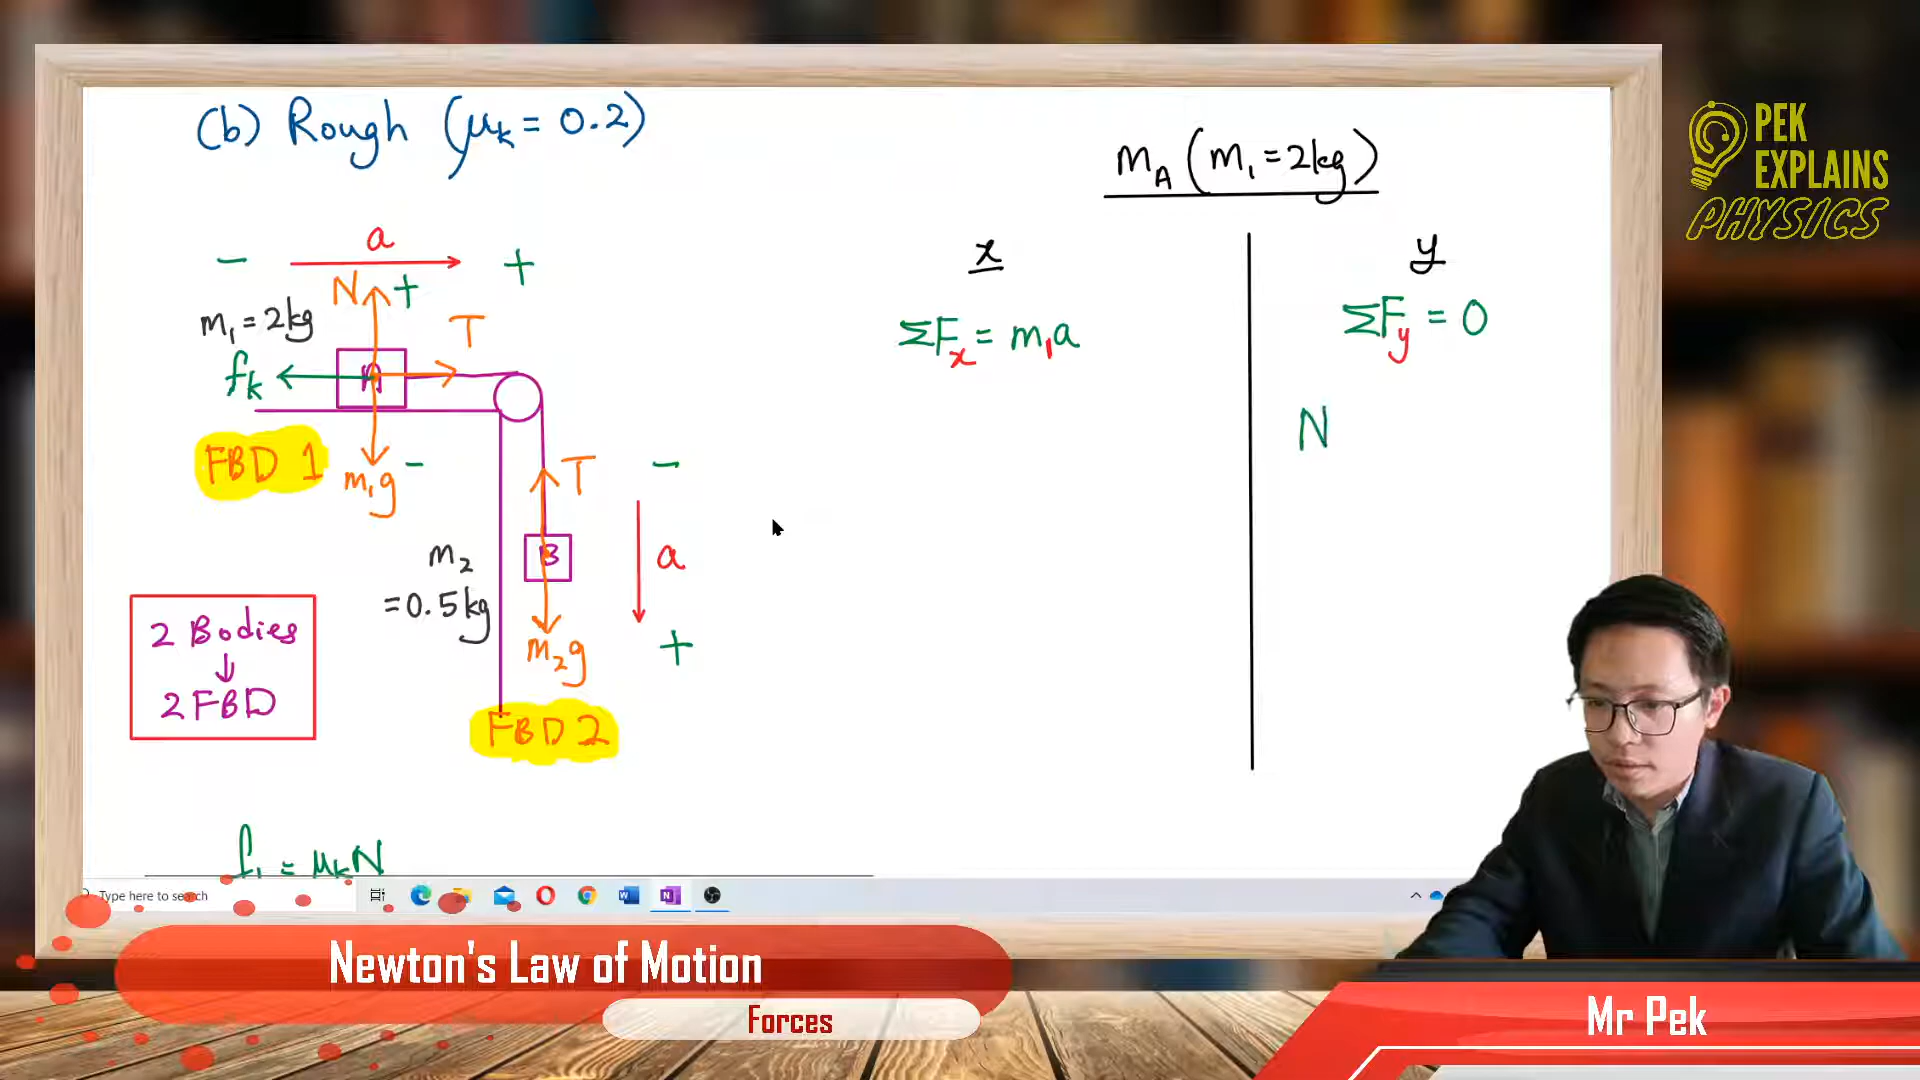 (b) Rough (μk = 0.2)
mA (m1 = 2kg)
x
y
ΣFx = m1a
ΣFy = 0
N
- a +
N +
m1 = 2kg
T
fk
A
FBD 1
m1g -
T -
m2
= 0.5kg
B
a
m2g
+
FBD 2
2 Bodies
↓
2 FBD
f1 = μkN
Type here to search
PEK
EXPLAINS
PHYSICS
Newton's Law of Motion
Forces
Mr Pek